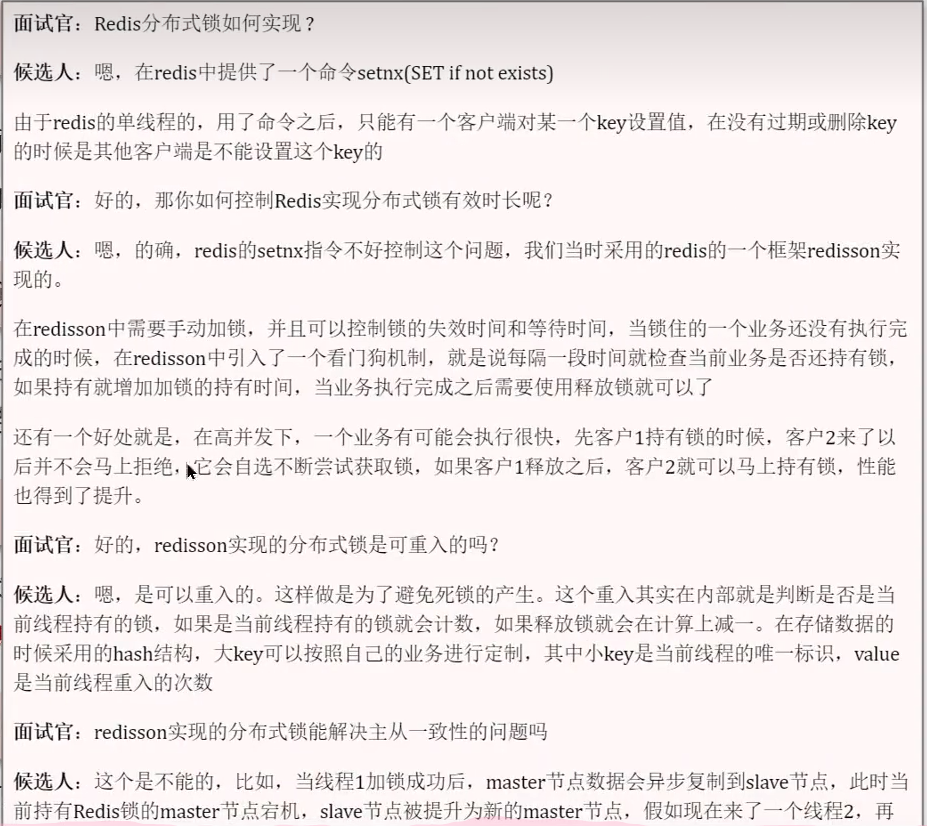 面试官：Redis分布式锁如何实现？
候选人：嗯，在redis中提供了一个命令setnx(SET if not exists)
由于redis的单线程的，用了命令之后，只能有一个客户端对某一个key设置值，在没有过期或删除key
的时候是其他客户端是不能设置这个key的
面试官：好的，那你如何控制Redis实现分布式锁有效时长呢？
候选人：嗯，的确，redis的setnx指令不好控制这个问题，我们当时采用的redis的一个框架redisson实
现的。
在redisson中需要手动加锁，并且可以控制锁的失效时间和等待时间，当锁住的一个业务还没有执行完
成的时候，在redisson中引入了一个看门狗机制，就是说每隔一段时间就检查当前业务是否还持有锁，
如果持有就增加加锁的持有时间，当业务执行完成之后需要使用释放锁就可以了
还有一个好处就是，在高并发下，一个业务有可能会执行很快，先客户1持有锁的时候，客户2来了以
后并不会马上拒绝，它会自选不断尝试获取锁，如果客户1释放之后，客户2就可以马上持有锁，性能
也得到了提升。
面试官：好的，redisson实现的分布式锁是可重入的吗？
候选人：嗯，是可以重入的。这样做是为了避免死锁的产生。这个重入其实在内部就是判断是否是当
前线程持有的锁，如果是当前线程持有的锁就会计数，如果释放锁就会在计算上减一。在存储数据的
时候采用的hash结构，大key可以按照自己的业务进行定制，其中小key是当前线程的唯一标识，value
是当前线程重入的次数
面试官：redisson实现的分布式锁能解决主从一致性的问题吗
候选人：这个是不能的，比如，当线程1加锁成功后，master节点数据会异步复制到slave节点，此时当
前持有Redis锁的master节点宕机，slave节点被提升为新的master节点，假如现在来了一个线程2，再